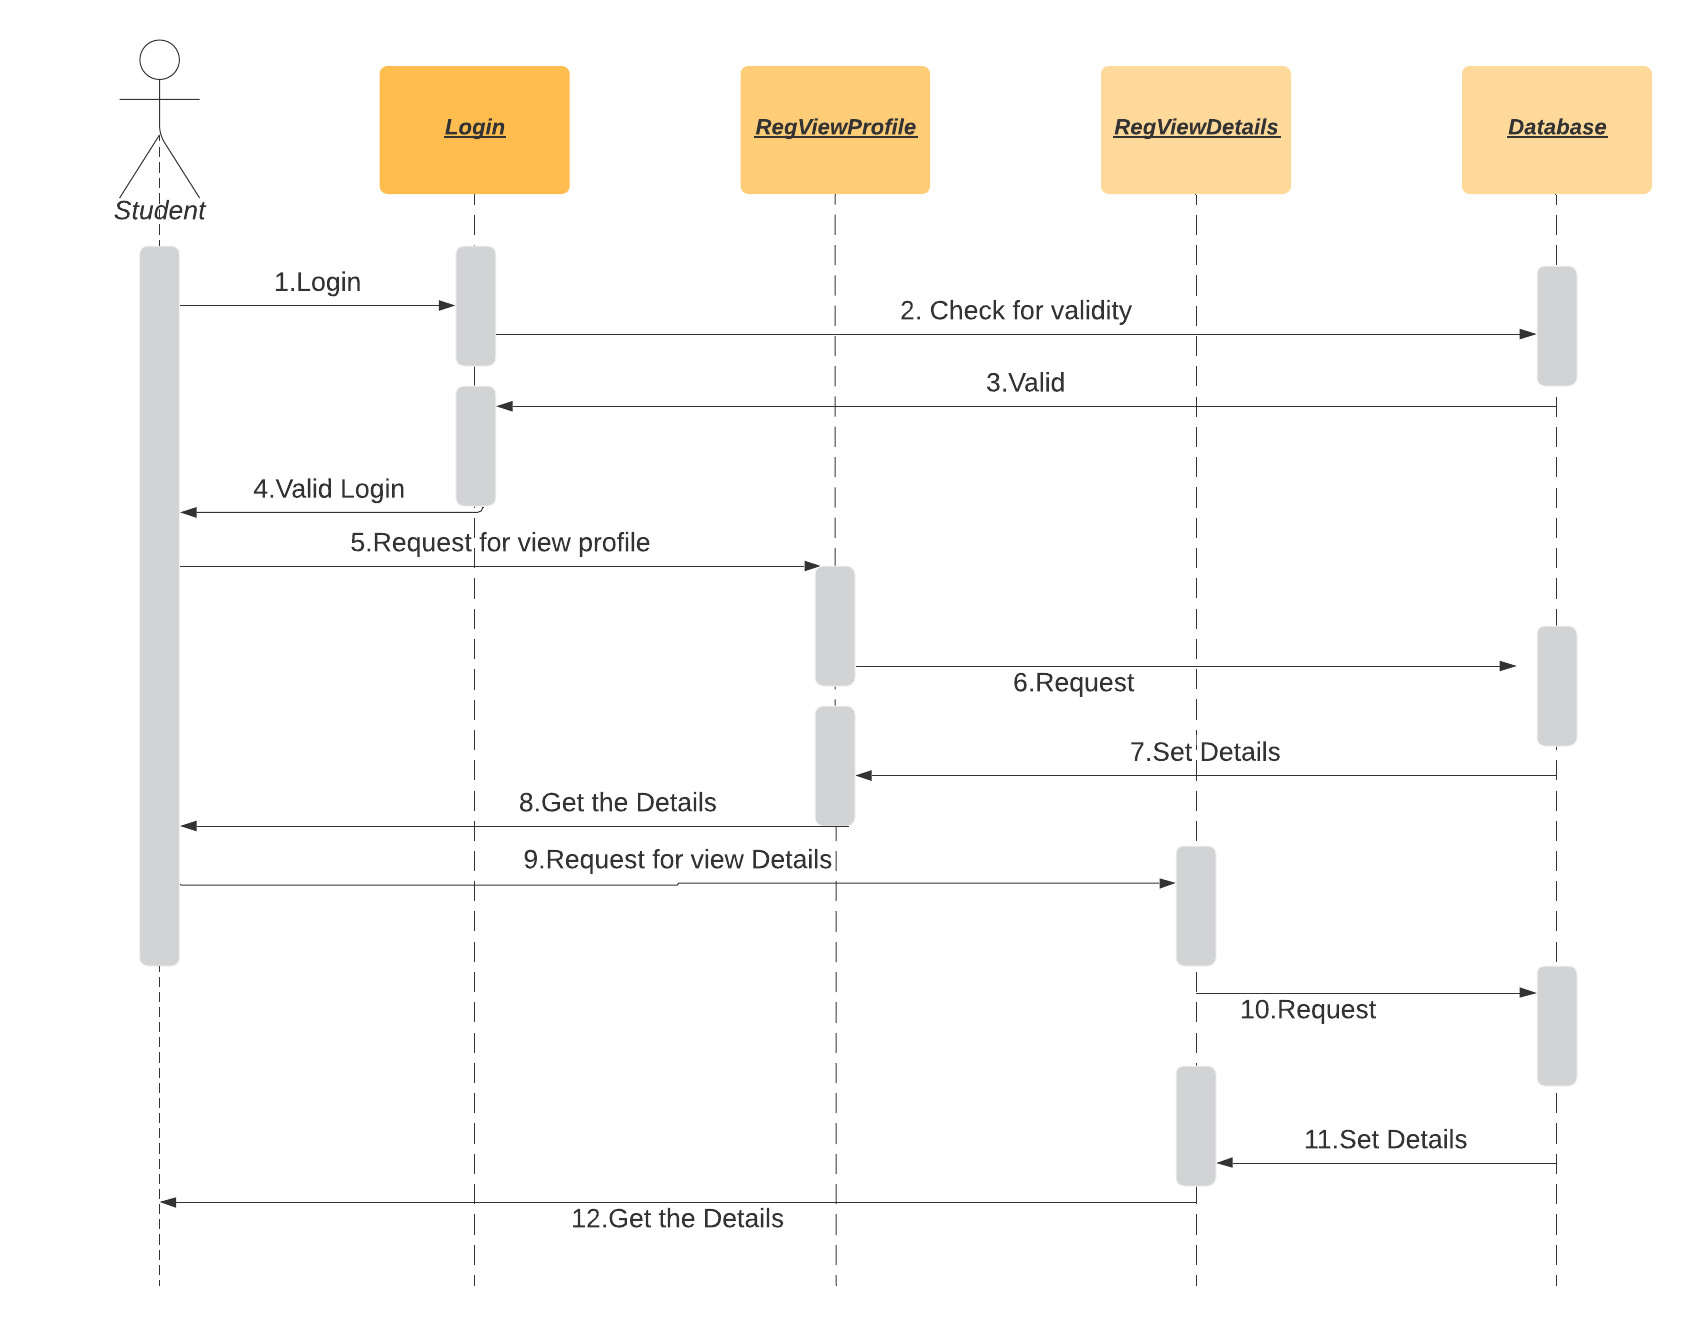 Login
RegViewProfile
RegViewDetails
Database
Student
1.Login
2. Check for validity
3.Valid
4.Valid Login
5.Request for view profile
6.Request
7.Set Details
8.Get the Details
9.Request for view Details
10.Request
11.Set Details
12.Get the Details